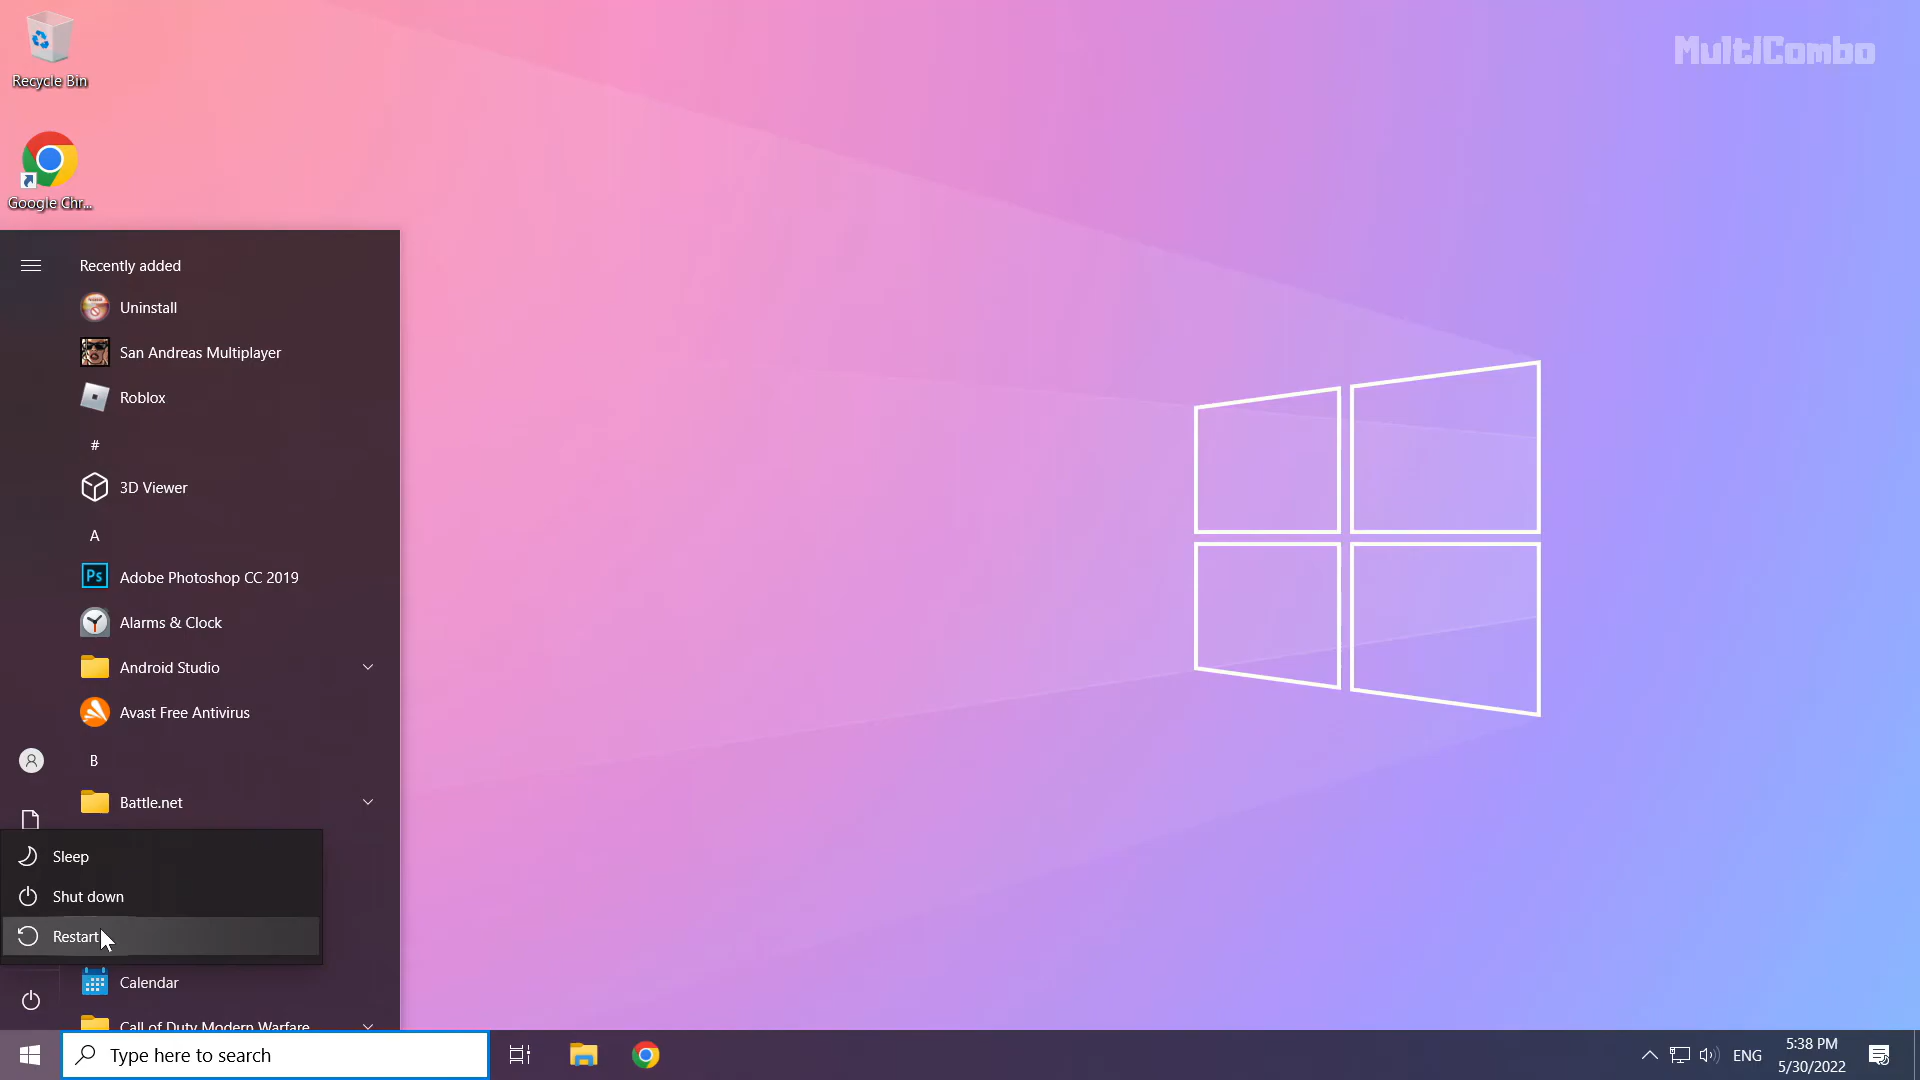 Recycle Bin
MultiCombo
Google Chr...
Recently added
Uninstall
San Andreas Multiplayer
Roblox
#
3D Viewer
A
Ps
Adobe Photoshop CC 2019
Alarms & Clock
Android Studio
Avast Free Antivirus
B
Battle.net
Sleep
Shut down
Restart
Calendar
Call of Duty Modern Warfare
Type here to search
ENG
5:38 PM
5/30/2022